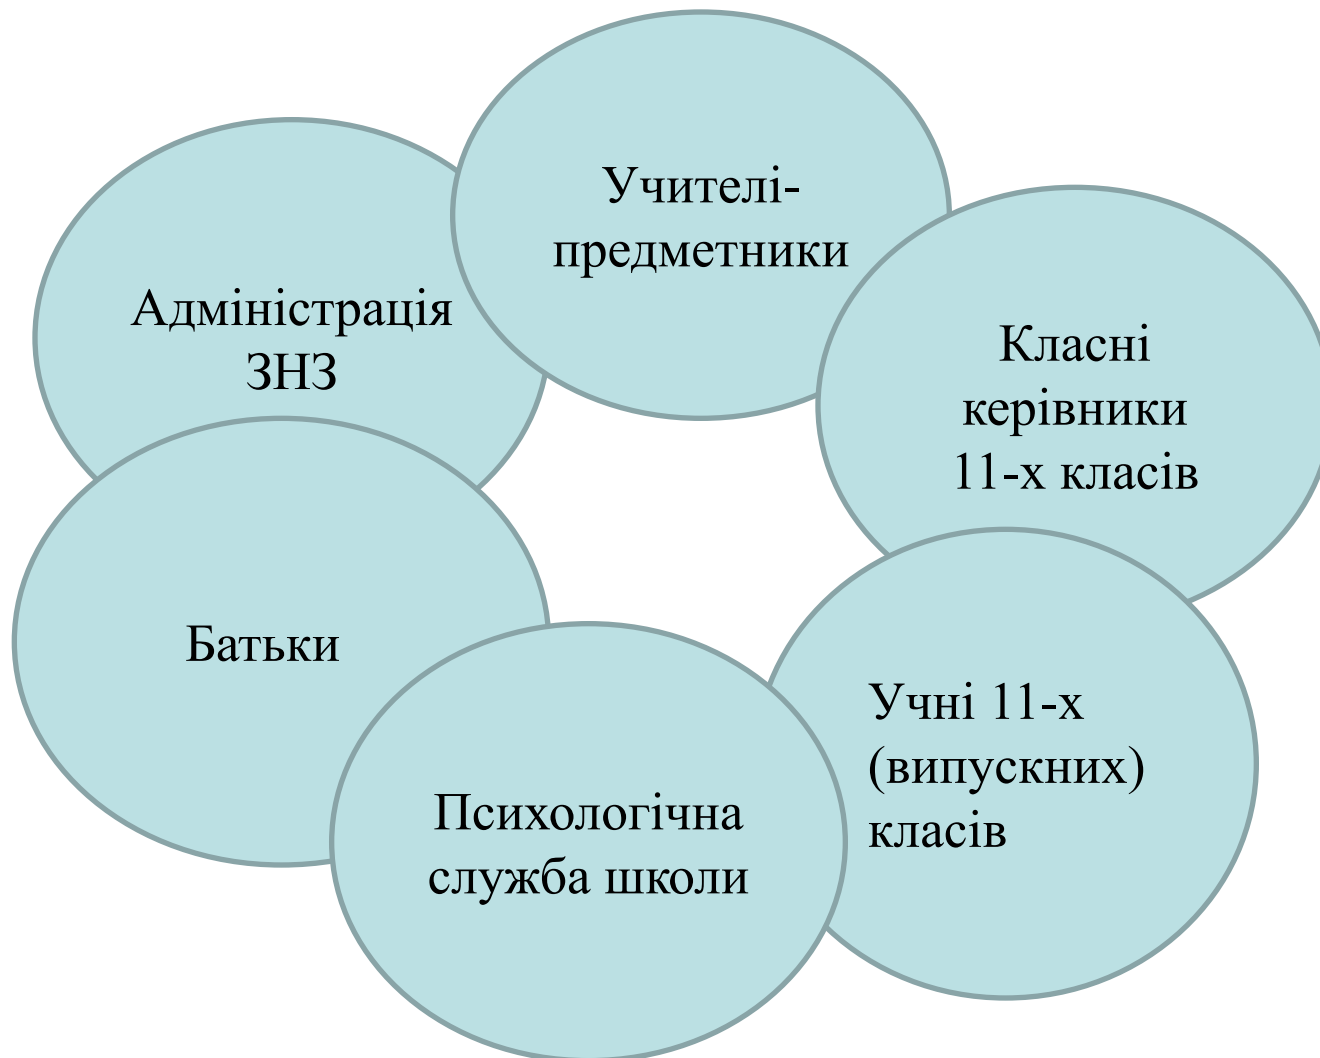 Учителі-
предметники
Адміністрація
ЗНЗ
Класні
керівники
11-х класів
Батьки
Учні 11-х
(випускних)
класів
Психологічна
служба школи